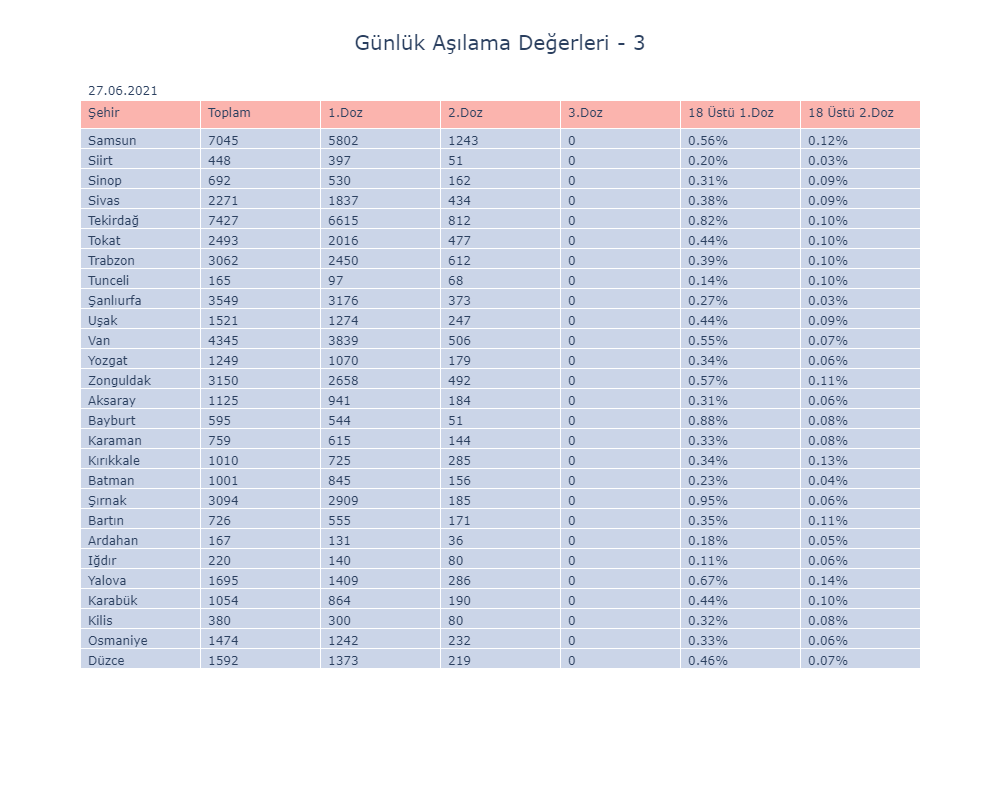 Günlük Aşılama Değerleri - 3
27.06.2021
Şehir Toplam 1.Doz 2.Doz 3.Doz 18 Üstü 1.Doz 18 Üstü 2.Doz
Samsun 7045 5802 1243 0 0.56% 0.12%
Siirt 448 397 51 0 0.20% 0.03%
Sinop 692 530 162 0 0.31% 0.09%
Sivas 2271 1837 434 0 0.38% 0.09%
Tekirdağ 7427 6615 812 0 0.82% 0.10%
Tokat 2493 2016 477 0 0.44% 0.10%
Trabzon 3062 2450 612 0 0.39% 0.10%
Tunceli 165 97 68 0 0.14% 0.10%
Şanlıurfa 3549 3176 373 0 0.27% 0.03%
Uşak 1521 1274 247 0 0.44% 0.09%
Van 4345 3839 506 0 0.55% 0.07%
Yozgat 1249 1070 179 0 0.34% 0.06%
Zonguldak 3150 2658 492 0 0.57% 0.11%
Aksaray 1125 941 184 0 0.31% 0.06%
Bayburt 595 544 51 0 0.88% 0.08%
Karaman 759 615 144 0 0.33% 0.08%
Kırıkkale 1010 725 285 0 0.34% 0.13%
Batman 1001 845 156 0 0.23% 0.04%
Şırnak 3094 2909 185 0 0.95% 0.06%
Bartın 726 555 171 0 0.35% 0.11%
Ardahan 167 131 36 0 0.18% 0.05%
Iğdır 220 140 80 0 0.11% 0.06%
Yalova 1695 1409 286 0 0.67% 0.14%
Karabük 1054 864 190 0 0.44% 0.10%
Kilis 380 300 80 0 0.32% 0.08%
Osmaniye 1474 1242 232 0 0.33% 0.06%
Düzce 1592 1373 219 0 0.46% 0.07%